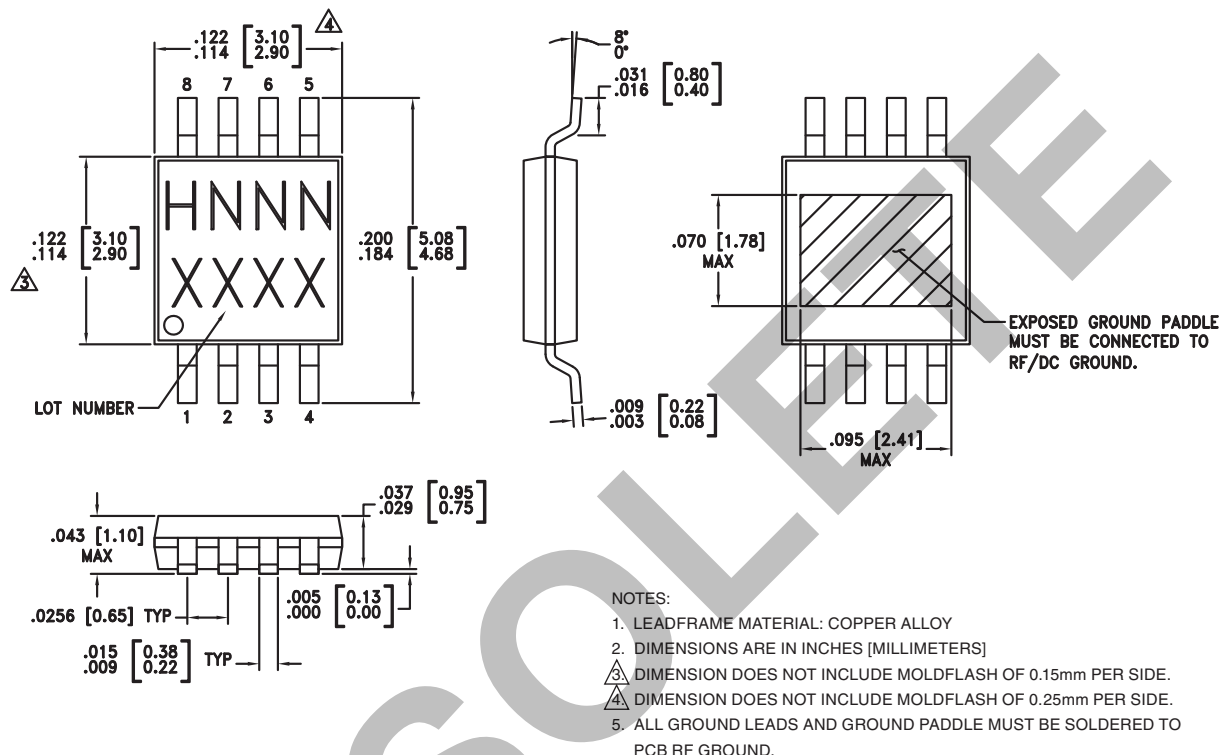 .122 [3.10]
.114 [2.90]
4
8 7 6 5
HNNN
XXXX
.122 [3.10]
.114 [2.90]
3
.200 [5.08]
.184 [4.68]
LOT NUMBER
1 2 3 4
8°
0°
.031 [0.80]
.016 [0.40]
.009 [0.22]
.003 [0.08]
.070 [1.78]
MAX
EXPOSED GROUND PADDLE
MUST BE CONNECTED TO
RF/DC GROUND.
.095 [2.41]
MAX
.037 [0.95]
.029 [0.75]
.043 [1.10]
MAX
.0256 [0.65] TYP
.005 [0.13]
.000 [0.00]
.015 [0.38]
.009 [0.22] TYP
NOTES:
1. LEADFRAME MATERIAL: COPPER ALLOY
2. DIMENSIONS ARE IN INCHES [MILLIMETERS]
3. DIMENSION DOES NOT INCLUDE MOLDFLASH OF 0.15mm PER SIDE.
4. DIMENSION DOES NOT INCLUDE MOLDFLASH OF 0.25mm PER SIDE.
5. ALL GROUND LEADS AND GROUND PADDLE MUST BE SOLDERED TO
PCB RF GROUND.
SOLETE